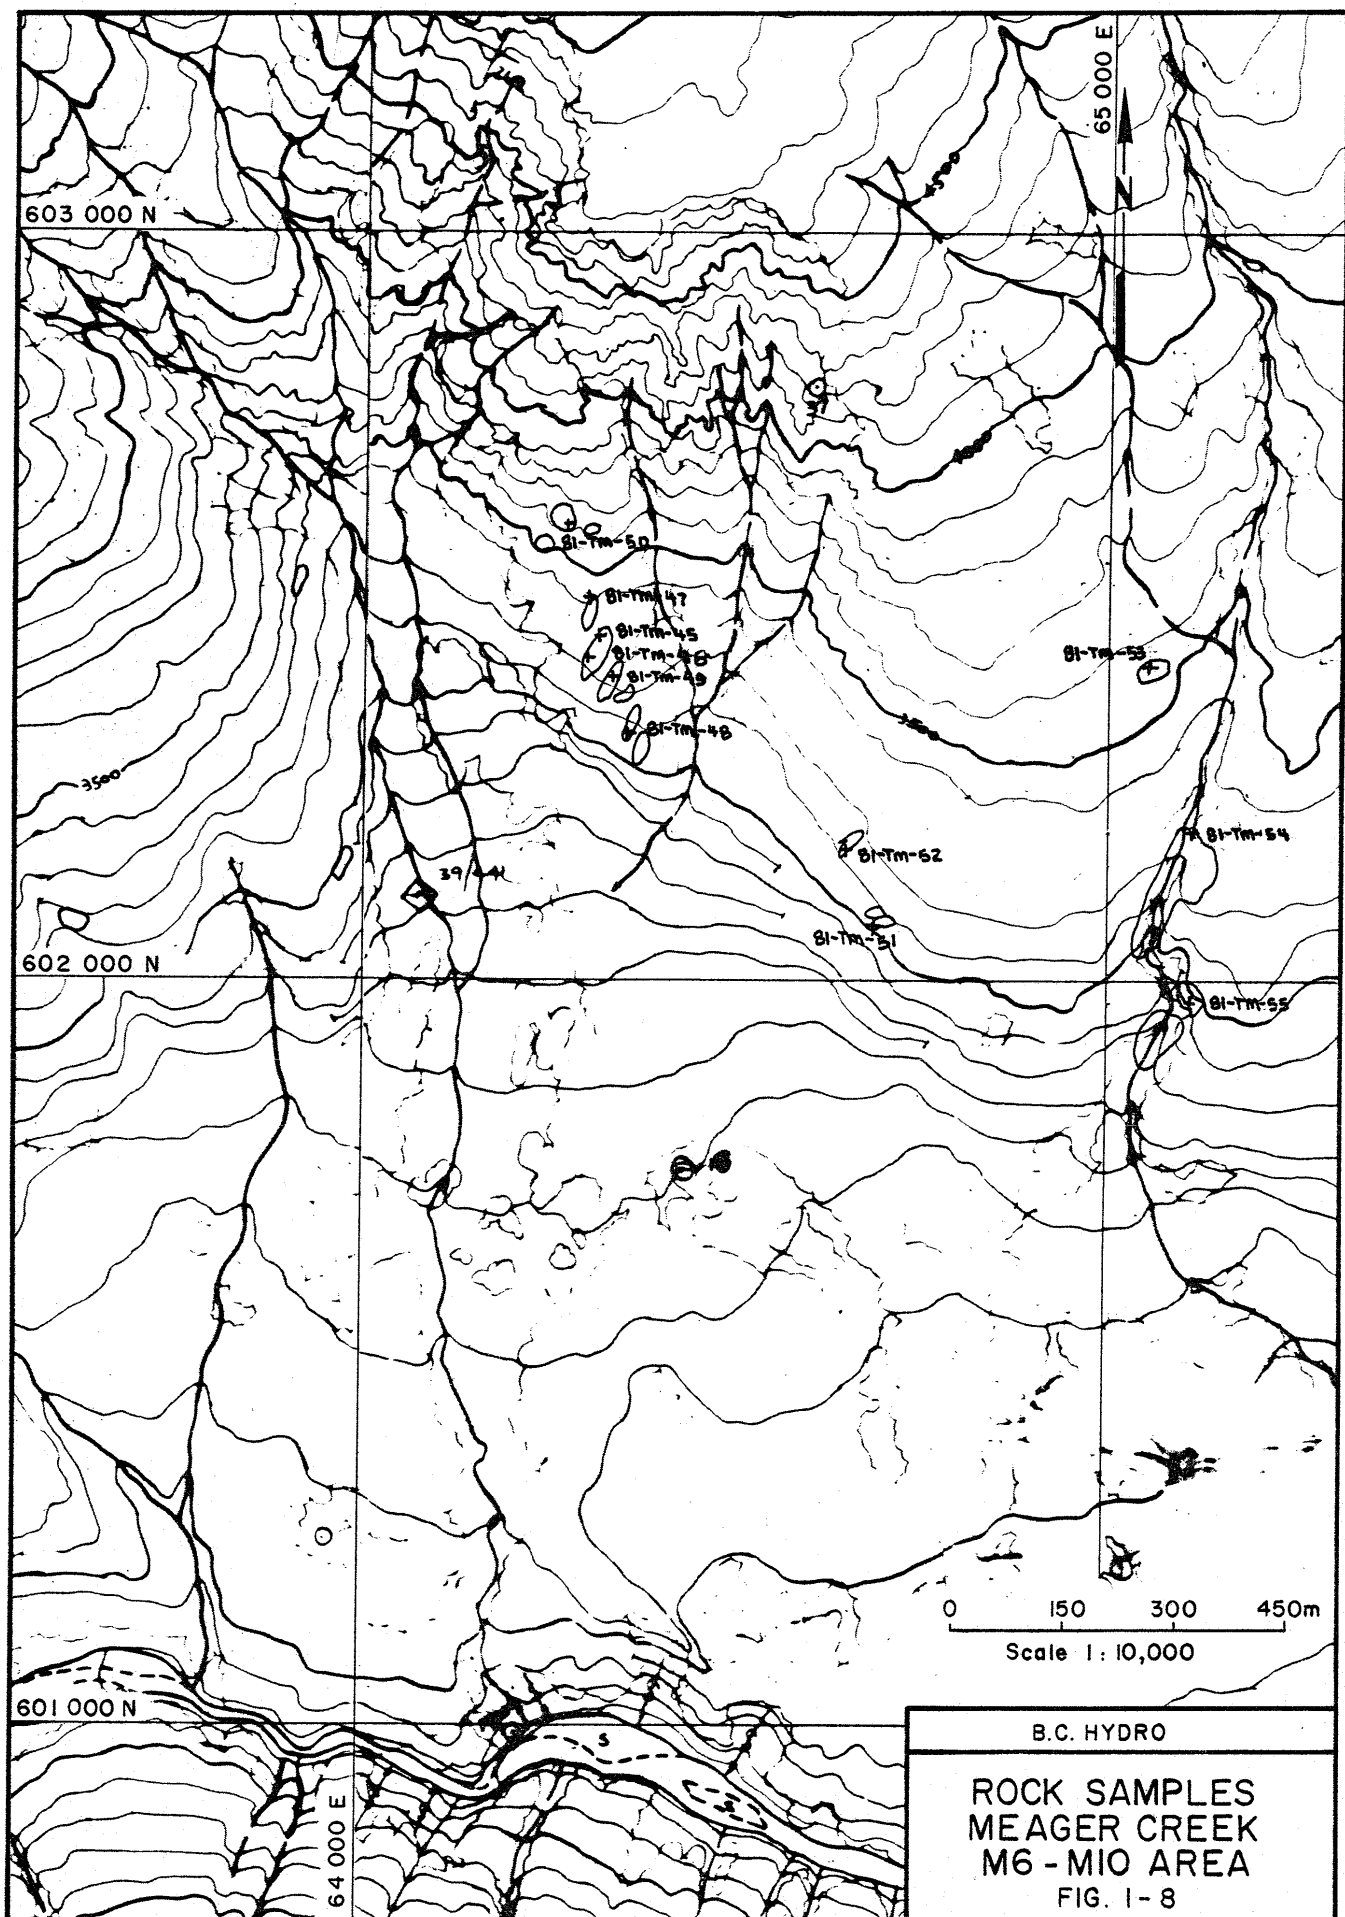 65 000 E
N
4500
603 000 N
4000
81-TM-50
81-TM-47
81-TM-45
81-TM-46
81-TM-49
81-TM-53
81-TM-48
3500
3500
81-TM-54
81-TM-52
81-TM-51
602 000 N
81-TM-55
0 150 300 450m
Scale 1:10,000
601 000 N
S
S
64 000 E
B.C. HYDRO
ROCK SAMPLES
MEAGER CREEK
M6-M10 AREA
FIG. 1-8